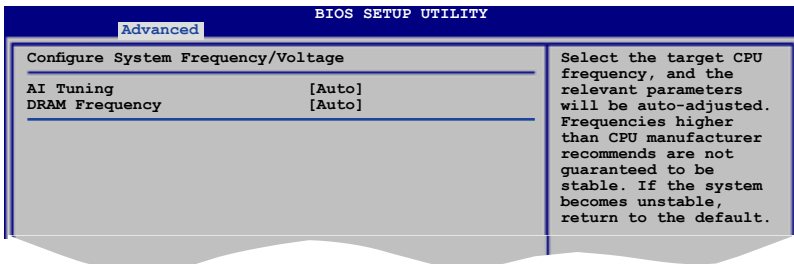 BIOS SETUP UTILITY
Advanced
Configure System Frequency/Voltage
AI Tuning [Auto]
DRAM Frequency [Auto]
Select the target CPU
frequency, and the
relevant parameters
will be auto-adjusted.
Frequencies higher
than CPU manufacturer
recommends are not
guaranteed to be
stable. If the system
becomes unstable,
return to the default.